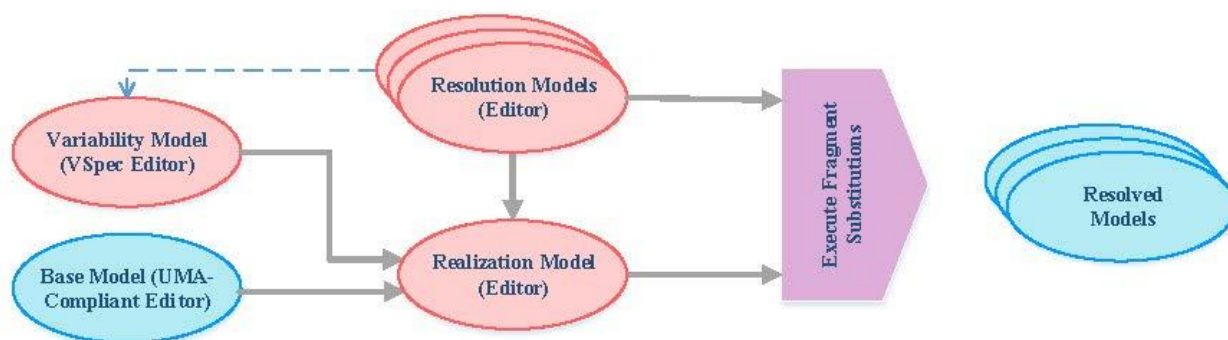 Resolution Models
(Editor)
Variability Model
(VSpec Editor)
Execute Fragment
Substitutions
Resolved
Models
Base Model (UMA-
Compliant Editor)
Realization Model
(Editor)